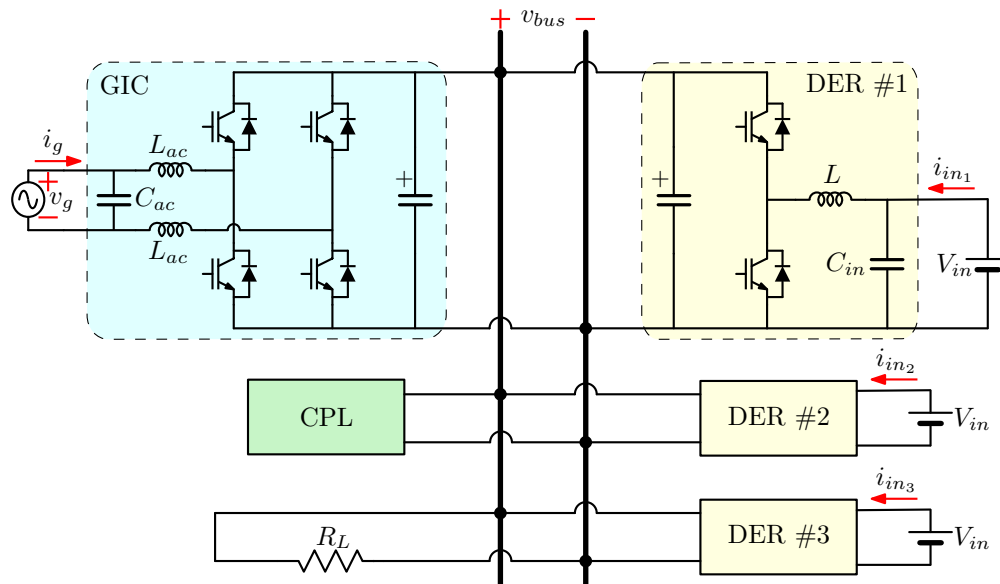 + v_bus −
GIC
DER #1
i_g
L_ac
+
v_g
−
C_ac
+
L_ac
+
L
i_in1
C_in
V_in
i_in2
CPL
DER #2
V_in
i_in3
R_L
DER #3
V_in